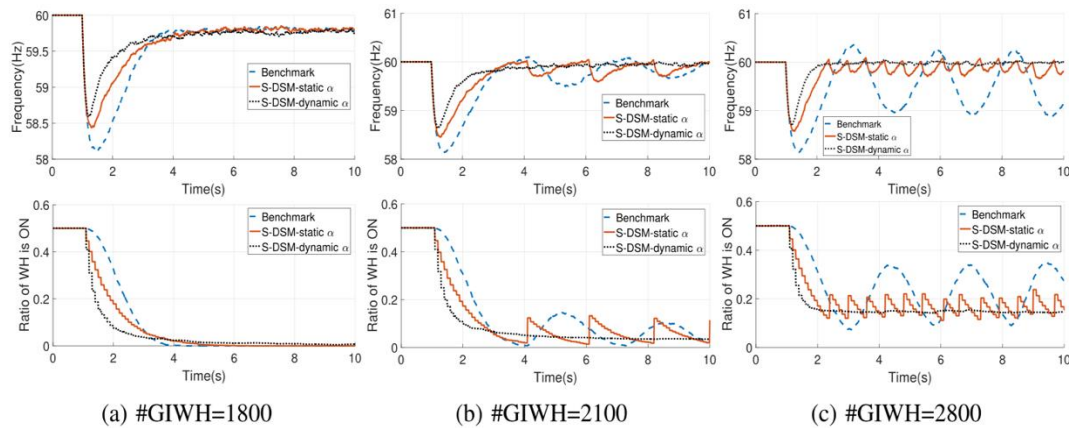 Frequency(Hz)
60
59.5
59
58.5
58
0
2
4
6
8
10
Time(s)
Benchmark
S-DSM-static α
S-DSM-dynamic α
Frequency(Hz)
61
60
59
58
0
2
4
6
8
10
Time(s)
Benchmark
S-DSM-static α
S-DSM-dynamic α
Frequency(Hz)
61
60
59
58
0
2
4
6
8
10
Time(s)
Benchmark
S-DSM-static α
S-DSM-dynamic α
Ratio of WH is ON
0.6
0.4
0.2
0
0
2
4
6
8
10
Time(s)
Benchmark
S-DSM-static α
S-DSM-dynamic α
Ratio of WH is ON
0.6
0.4
0.2
0
0
2
4
6
8
10
Time(s)
Benchmark
S-DSM-static α
S-DSM-dynamic α
Ratio of WH is ON
0.6
0.4
0.2
0
0
2
4
6
8
10
Time(s)
Benchmark
S-DSM-static α
S-DSM-dynamic α
(a) #GIWH=1800
(b) #GIWH=2100
(c) #GIWH=2800